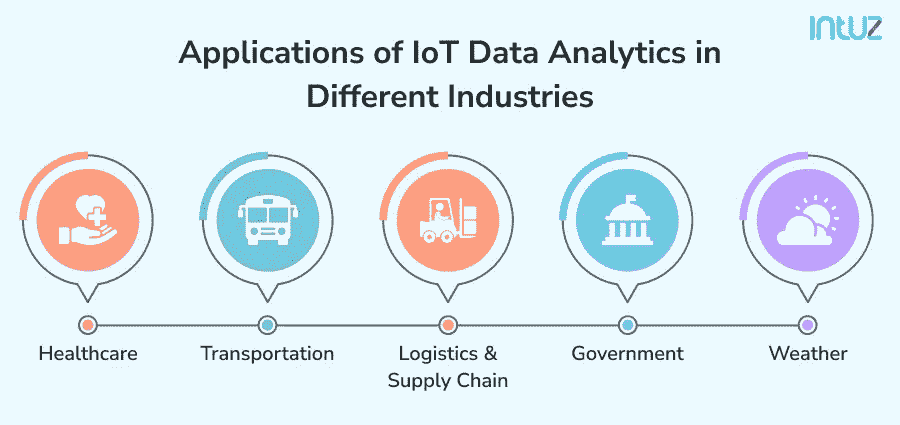 Intuz
Applications of IoT Data Analytics in
Different Industries
Healthcare
Transportation
Logistics &
Supply Chain
Government
Weather